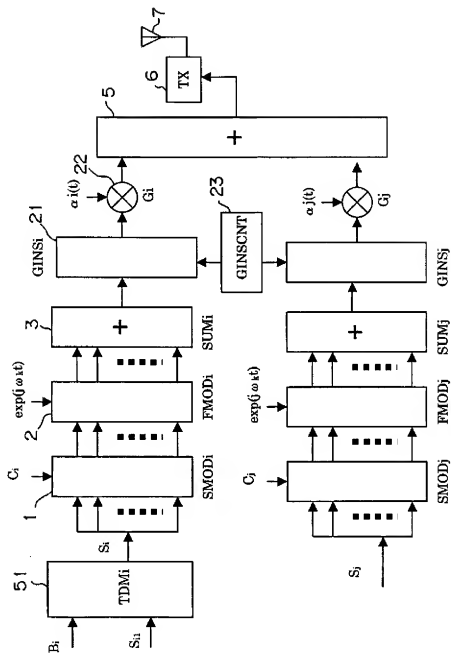 7
6
TX
5
+
22
αi(t)
Gi
αj(t)
Gj
21
GINSi
23
GINSCNT
GINSj
3
+
SUMi
+
SUMj
exp(jωkt)
2
FMODi
exp(jωkt)
FMODj
Ci
1
SMODi
Cj
SMODj
Si
Sj
51
TDMi
Bi
Si1